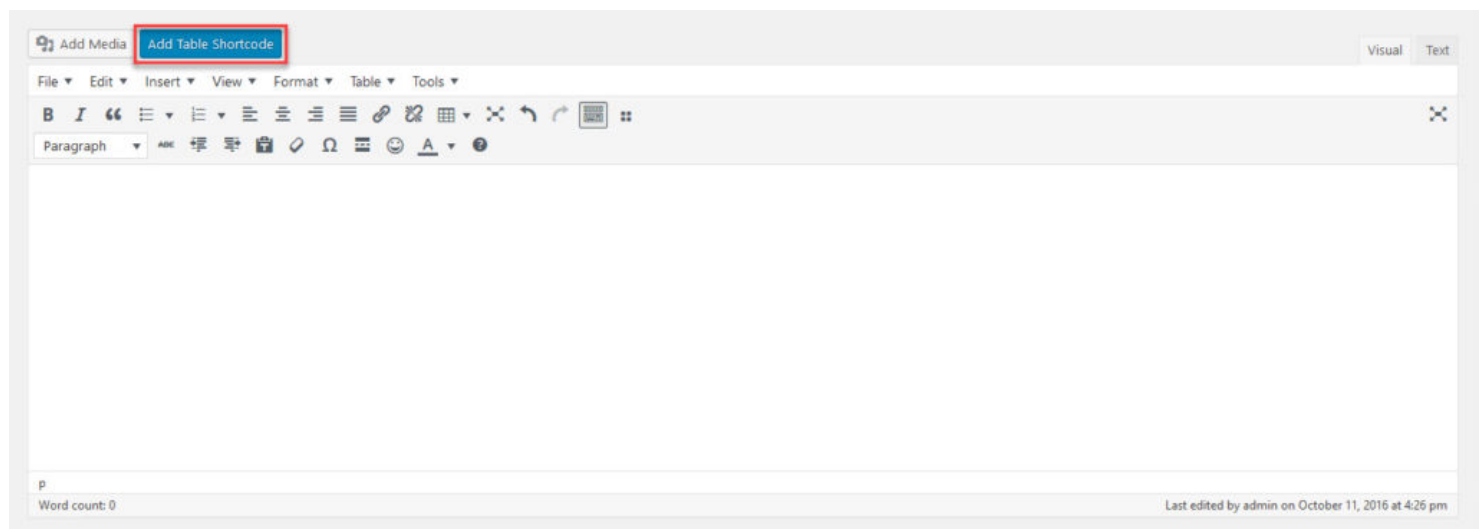 Add Media Add Table Shortcode
Visual Text
File Edit Insert View Format Table Tools
B I
Paragraph ABC Ω A
p
Word count: 0
Last edited by admin on October 11, 2016 at 4:26 pm